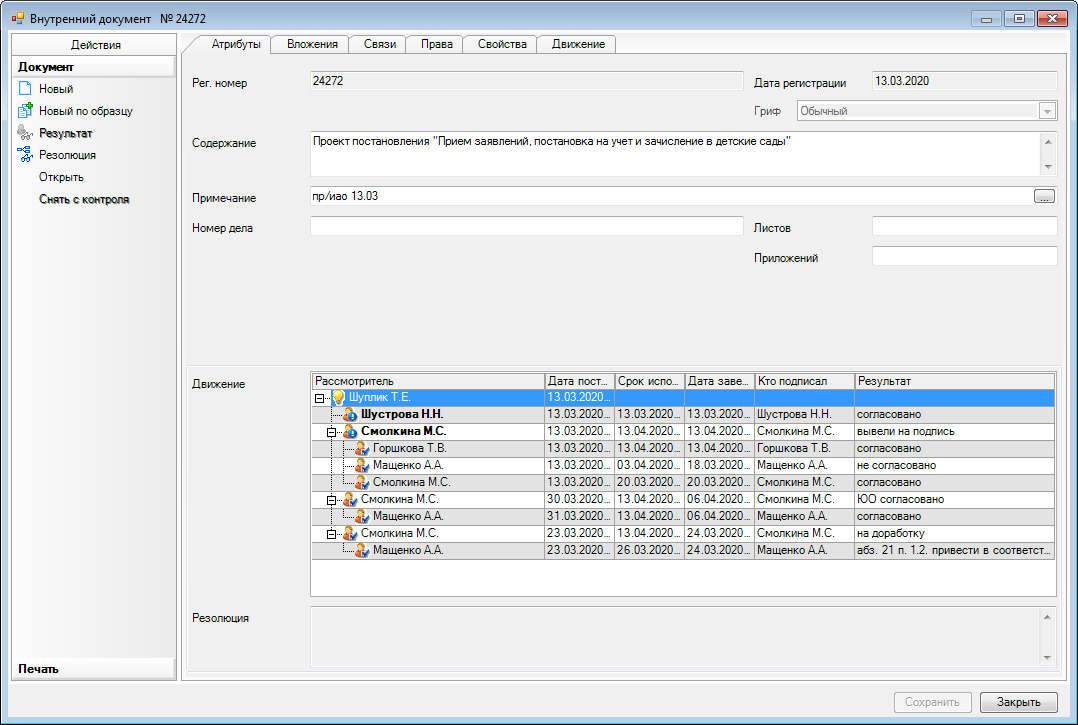 Внутренний документ № 24272
Действия
Документ
Новый
Новый по образцу
Результат
Резолюция
Открыть
Снять с контроля
Печать
Атрибуты Вложения Связи Права Свойства Движение
Рег. номер 24272 Дата регистрации 13.03.2020
Гриф Обычный
Содержание Проект постановления "Прием заявлений, постановка на учет и зачисление в детские сады"
Примечание пр/иао 13.03 ...
Номер дела Листов
Приложений
Движение
Рассмотритель Дата пост... Срок испо... Дата заве... Кто подписал Результат
Шуплик Т.Е. 13.03.2020...
Шустрова Н.Н. 13.03.2020... 13.03.2020... 13.03.2020... Шустрова Н.Н. согласовано
Смолкина М.С. 13.03.2020... 13.04.2020... 13.04.2020... Смолкина М.С. вывели на подпись
Горшкова Т.В. 13.03.2020... 13.04.2020... 13.04.2020... Горшкова Т.В. согласовано
Мащенко А.А. 13.03.2020... 03.04.2020... 18.03.2020... Мащенко А.А. не согласовано
Смолкина М.С. 13.03.2020... 20.03.2020... 20.03.2020... Смолкина М.С. согласовано
Смолкина М.С. 30.03.2020... 13.04.2020... 06.04.2020... Смолкина М.С. ЮО согласовано
Мащенко А.А. 31.03.2020... 13.04.2020... 06.04.2020... Мащенко А.А. согласовано
Смолкина М.С. 23.03.2020... 13.04.2020... 24.03.2020... Смолкина М.С. на доработку
Мащенко А.А. 23.03.2020... 26.03.2020... 24.03.2020... Мащенко А.А. абз. 21 п. 1.2. привести в соответст...
Резолюция
Сохранить Закрыть